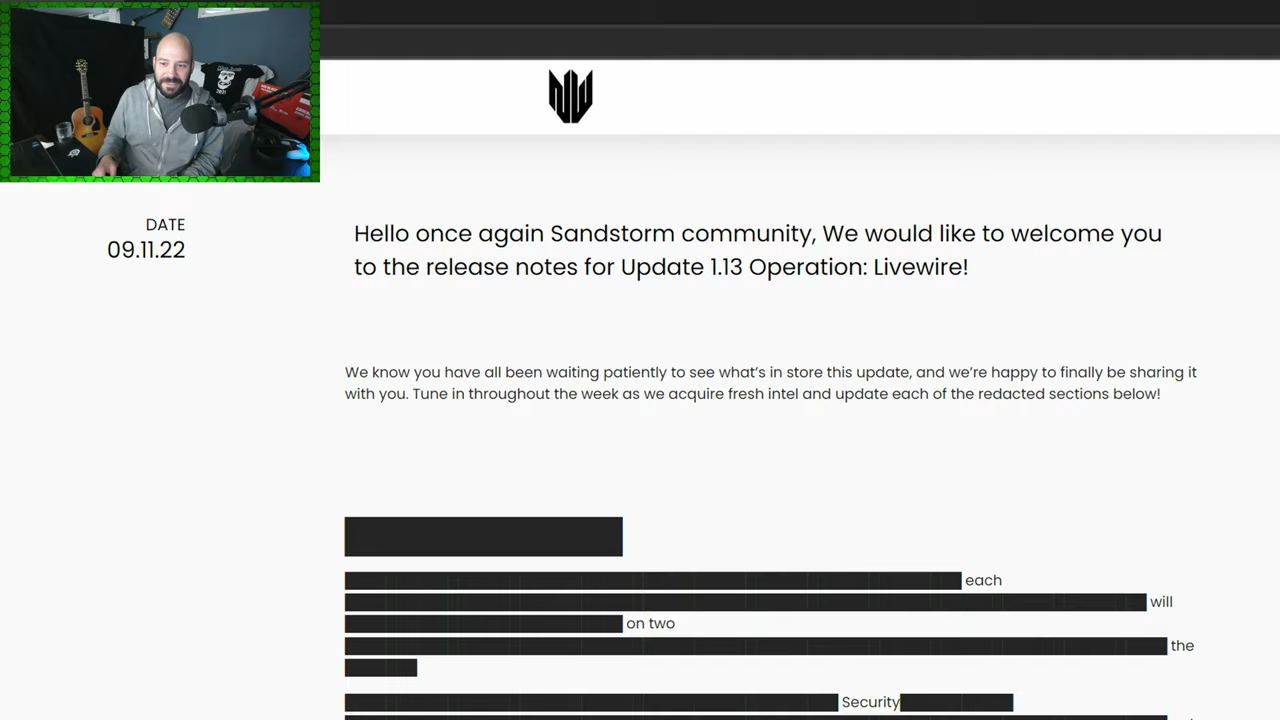 DATE
09.11.22
Hello once again Sandstorm community, We would like to welcome you
to the release notes for Update 1.13 Operation: Livewire!
We know you have all been waiting patiently to see what's in store this update, and we're happy to finally be sharing it
with you. Tune in throughout the week as we acquire fresh intel and update each of the redacted sections below!
each
will
on two
the
Security